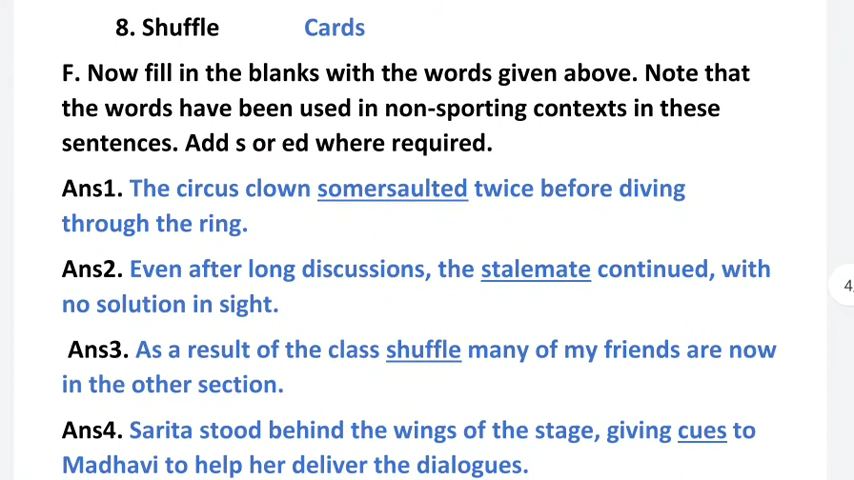 8. Shuffle Cards
F. Now fill in the blanks with the words given above. Note that
the words have been used in non-sporting contexts in these
sentences. Add s or ed where required.
Ans1. The circus clown somersaulted twice before diving
through the ring.
Ans2. Even after long discussions, the stalemate continued, with
no solution in sight.
Ans3. As a result of the class shuffle many of my friends are now
in the other section.
Ans4. Sarita stood behind the wings of the stage, giving cues to
Madhavi to help her deliver the dialogues.